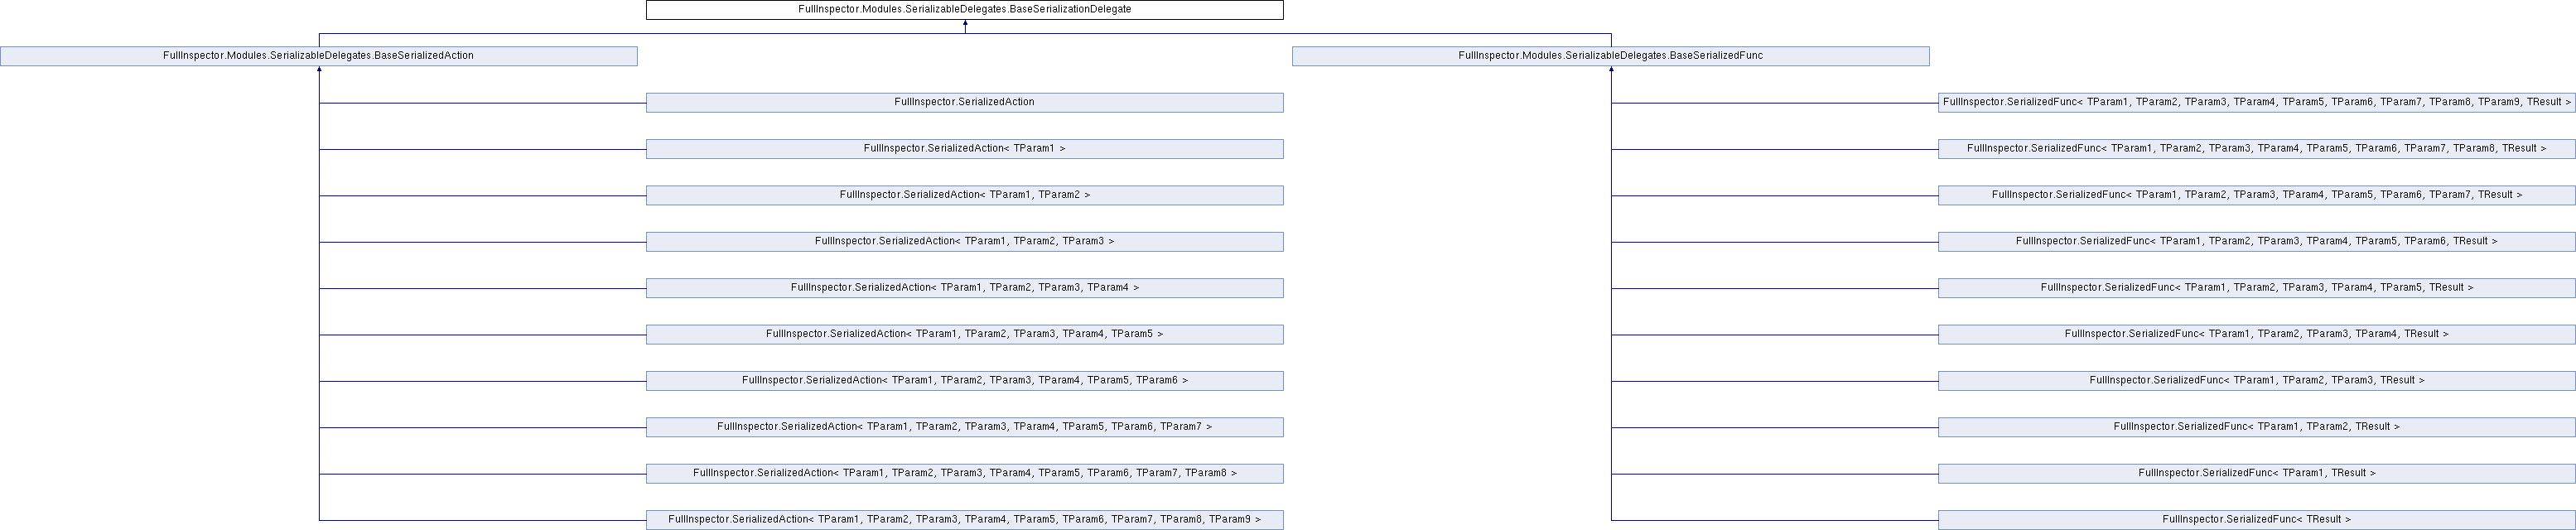 FullInspector.Modules.SerializableDelegates.BaseSerializationDelegate
FullInspector.Modules.SerializableDelegates.BaseSerializedAction
FullInspector.Modules.SerializableDelegates.BaseSerializedFunc
FullInspector.SerializedAction
FullInspector.SerializedFunc< TParam1, TParam2, TParam3, TParam4, TParam5, TParam6, TParam7, TParam8, TParam9, TResult >
FullInspector.SerializedAction< TParam1 >
FullInspector.SerializedFunc< TParam1, TParam2, TParam3, TParam4, TParam5, TParam6, TParam7, TParam8, TResult >
FullInspector.SerializedAction< TParam1, TParam2 >
FullInspector.SerializedFunc< TParam1, TParam2, TParam3, TParam4, TParam5, TParam6, TParam7, TResult >
FullInspector.SerializedAction< TParam1, TParam2, TParam3 >
FullInspector.SerializedFunc< TParam1, TParam2, TParam3, TParam4, TParam5, TParam6, TResult >
FullInspector.SerializedAction< TParam1, TParam2, TParam3, TParam4 >
FullInspector.SerializedFunc< TParam1, TParam2, TParam3, TParam4, TParam5, TResult >
FullInspector.SerializedAction< TParam1, TParam2, TParam3, TParam4, TParam5 >
FullInspector.SerializedFunc< TParam1, TParam2, TParam3, TParam4, TResult >
FullInspector.SerializedAction< TParam1, TParam2, TParam3, TParam4, TParam5, TParam6 >
FullInspector.SerializedFunc< TParam1, TParam2, TParam3, TResult >
FullInspector.SerializedAction< TParam1, TParam2, TParam3, TParam4, TParam5, TParam6, TParam7 >
FullInspector.SerializedFunc< TParam1, TParam2, TResult >
FullInspector.SerializedAction< TParam1, TParam2, TParam3, TParam4, TParam5, TParam6, TParam7, TParam8 >
FullInspector.SerializedFunc< TParam1, TResult >
FullInspector.SerializedAction< TParam1, TParam2, TParam3, TParam4, TParam5, TParam6, TParam7, TParam8, TParam9 >
FullInspector.SerializedFunc< TResult >